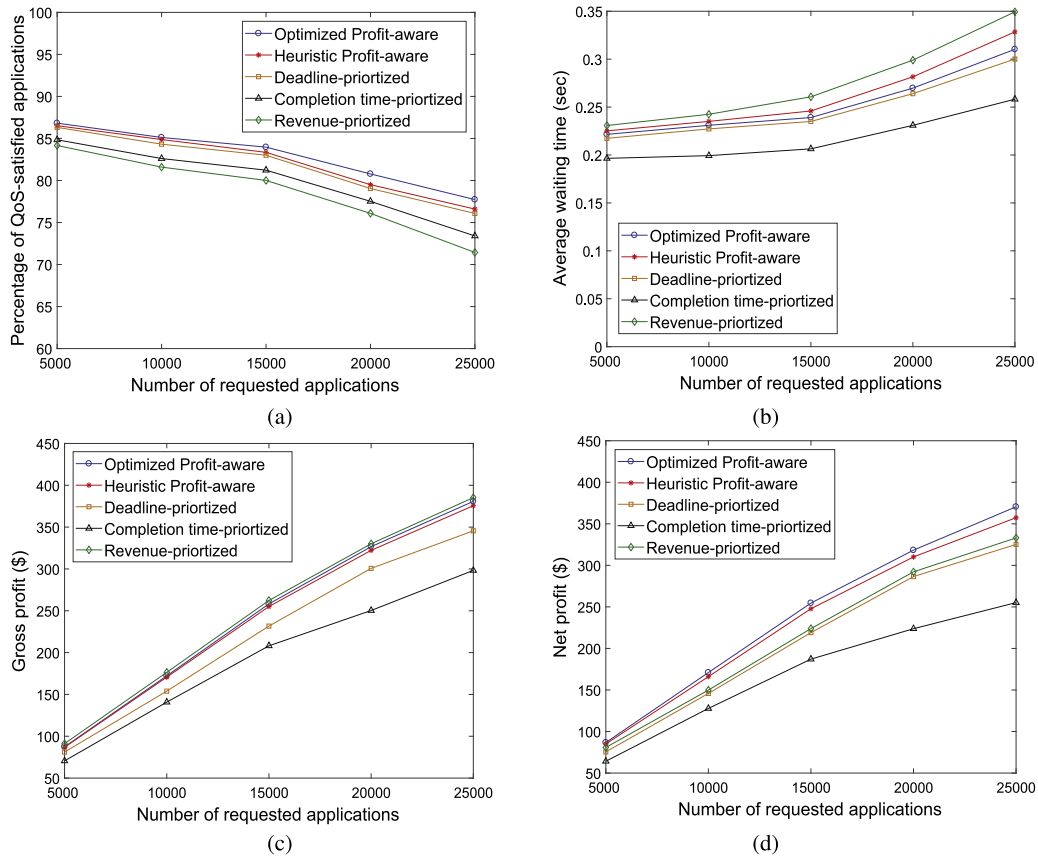 100
95
90
85
80
75
70
65
60
Percentage of QoS-satisfied applications
Optimized Profit-aware
Heuristic Profit-aware
Deadline-priortized
Completion time-priortized
Revenue-priortized
5000 10000 15000 20000 25000
Number of requested applications
(a)
0.35
0.3
0.25
0.2
0.15
0.1
0.05
0
Average waiting time (sec)
Optimized Profit-aware
Heuristic Profit-aware
Deadline-priortized
Completion time-priortized
Revenue-priortized
5000 10000 15000 20000 25000
Number of requested applications
(b)
450
400
350
300
250
200
150
100
50
Gross profit ($)
Optimized Profit-aware
Heuristic Profit-aware
Deadline-priortized
Completion time-priortized
Revenue-priortized
5000 10000 15000 20000 25000
Number of requested applications
(c)
450
400
350
300
250
200
150
100
50
Net profit ($)
Optimized Profit-aware
Heuristic Profit-aware
Deadline-priortized
Completion time-priortized
Revenue-priortized
5000 10000 15000 20000 25000
Number of requested applications
(d)